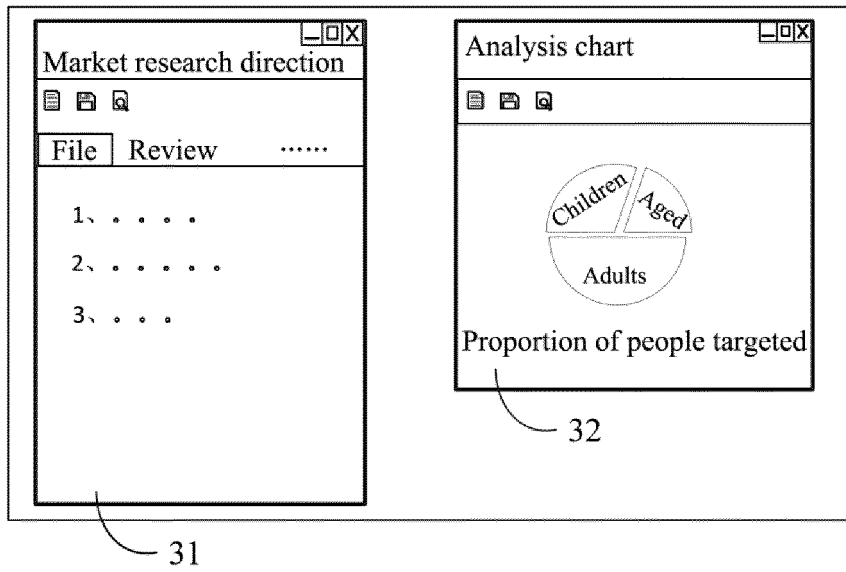 Market research direction
File Review ······
1、。。。。
2、。。。。。
3、。。。
31
Analysis chart
Children
Aged
Adults
Proportion of people targeted
32